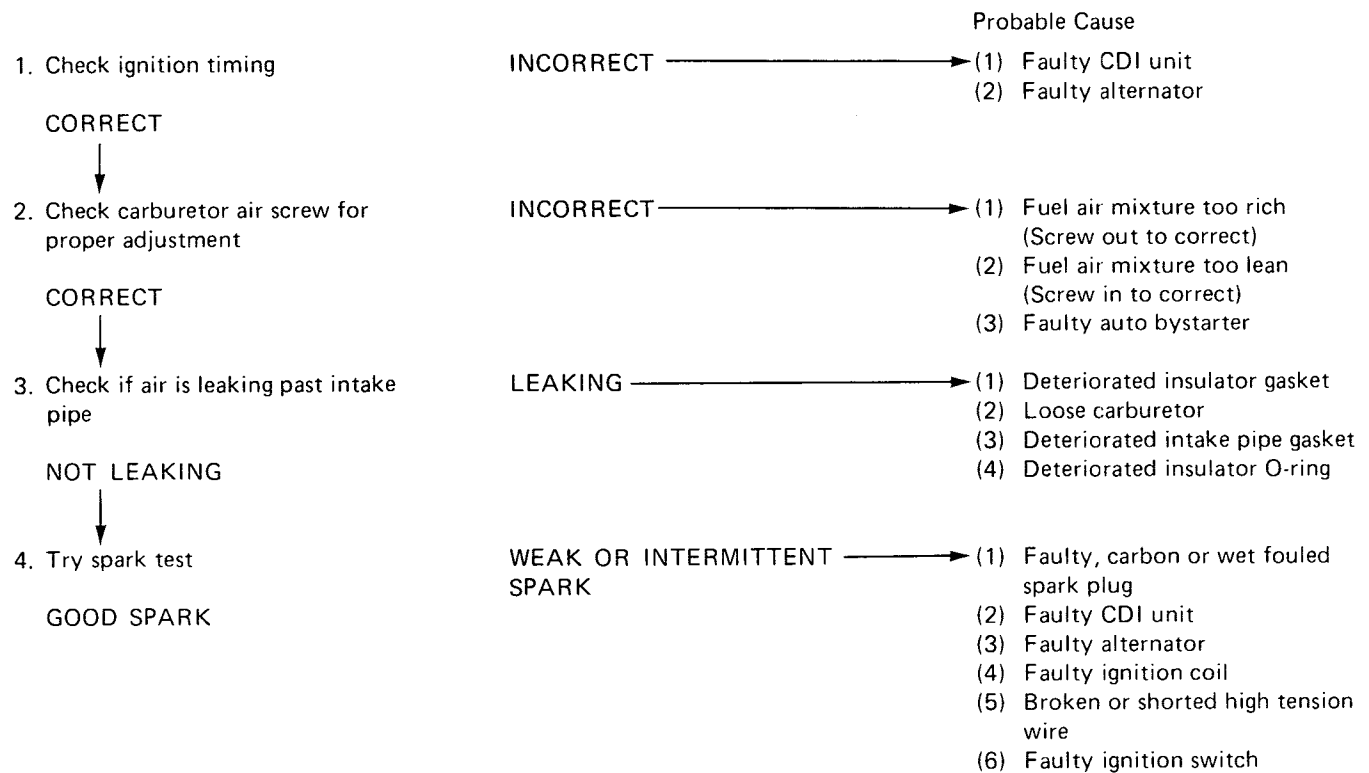 Probable Cause
1. Check ignition timing
INCORRECT
(1) Faulty CDI unit
(2) Faulty alternator
CORRECT
2. Check carburetor air screw for
proper adjustment
INCORRECT
(1) Fuel air mixture too rich
(Screw out to correct)
(2) Fuel air mixture too lean
(Screw in to correct)
(3) Faulty auto bystarter
CORRECT
3. Check if air is leaking past intake
pipe
LEAKING
(1) Deteriorated insulator gasket
(2) Loose carburetor
(3) Deteriorated intake pipe gasket
(4) Deteriorated insulator O-ring
NOT LEAKING
4. Try spark test
WEAK OR INTERMITTENT
SPARK
(1) Faulty, carbon or wet fouled
spark plug
(2) Faulty CDI unit
(3) Faulty alternator
(4) Faulty ignition coil
(5) Broken or shorted high tension
wire
(6) Faulty ignition switch
GOOD SPARK